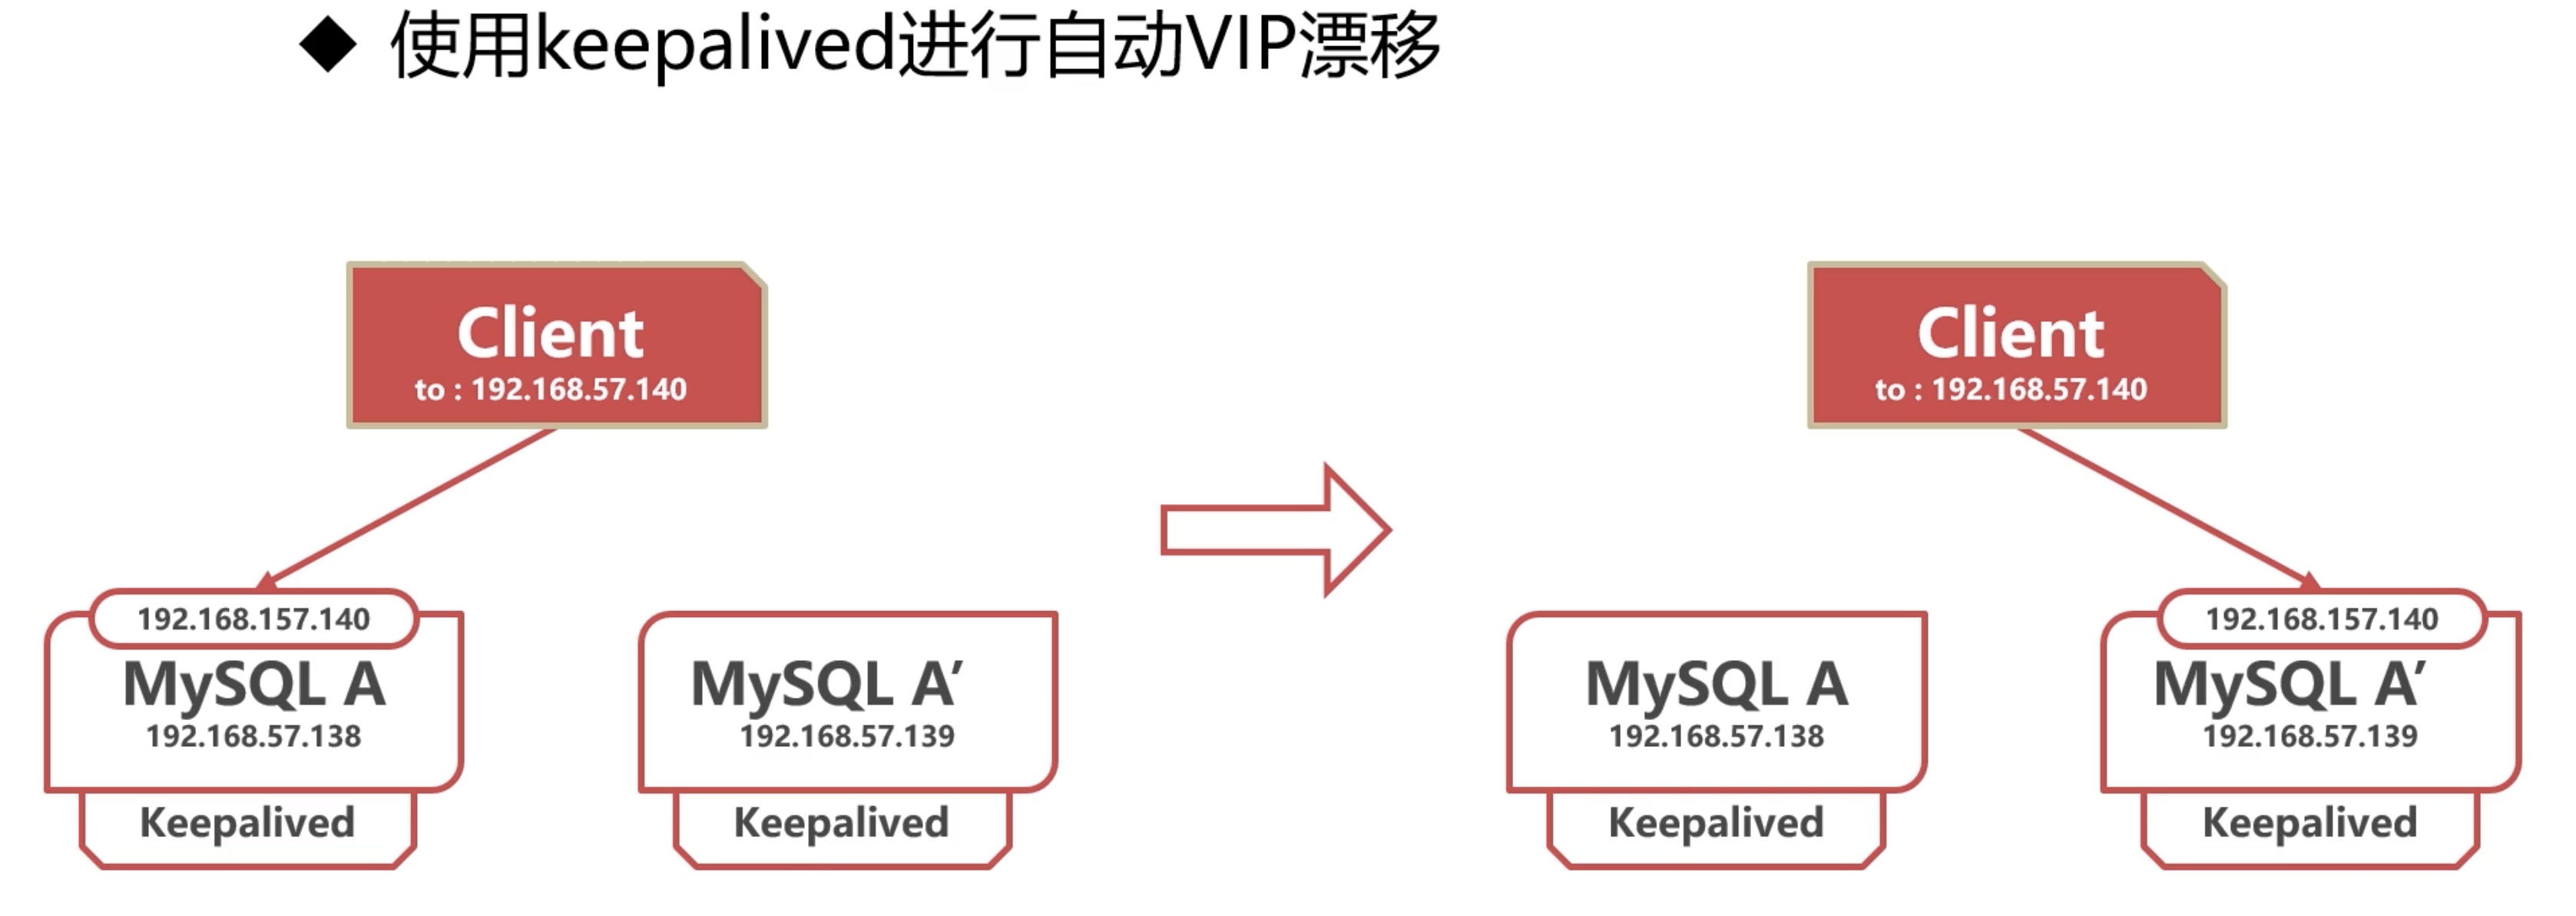 ◆ 使用keepalived进行自动VIP漂移
Client
to : 192.168.57.140
192.168.157.140
MySQL A
192.168.57.138
Keepalived
MySQL A’
192.168.57.139
Keepalived
Client
to : 192.168.57.140
MySQL A
192.168.57.138
Keepalived
192.168.157.140
MySQL A’
192.168.57.139
Keepalived